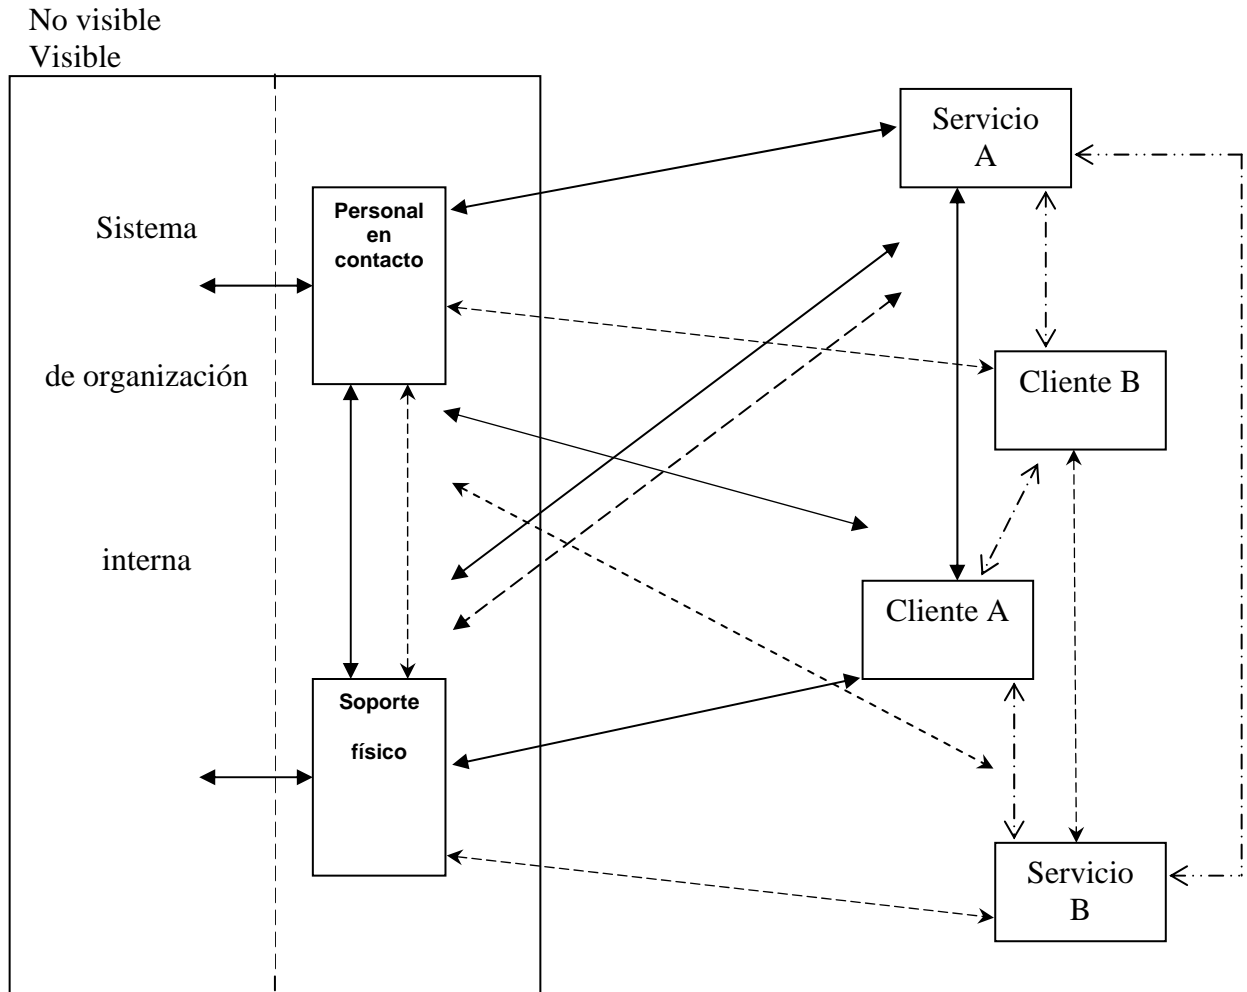 No visible
Visible
Servicio
A
Personal
en
contacto
Sistema
de organización
Cliente B
interna
Cliente A
Soporte
físico
Servicio
B